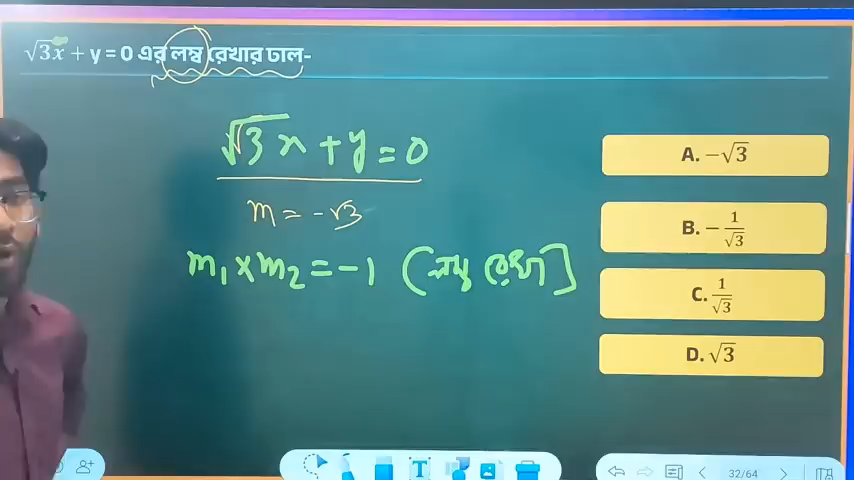 √3x + y = 0 এর লম্ব রেখার ঢাল-
√3 x + y = 0
m = -√3
m₁ × m₂ = -1 (লম্ব রেখা]
A. -√3
B. -1/√3
C. 1/√3
D. √3
T
32/64